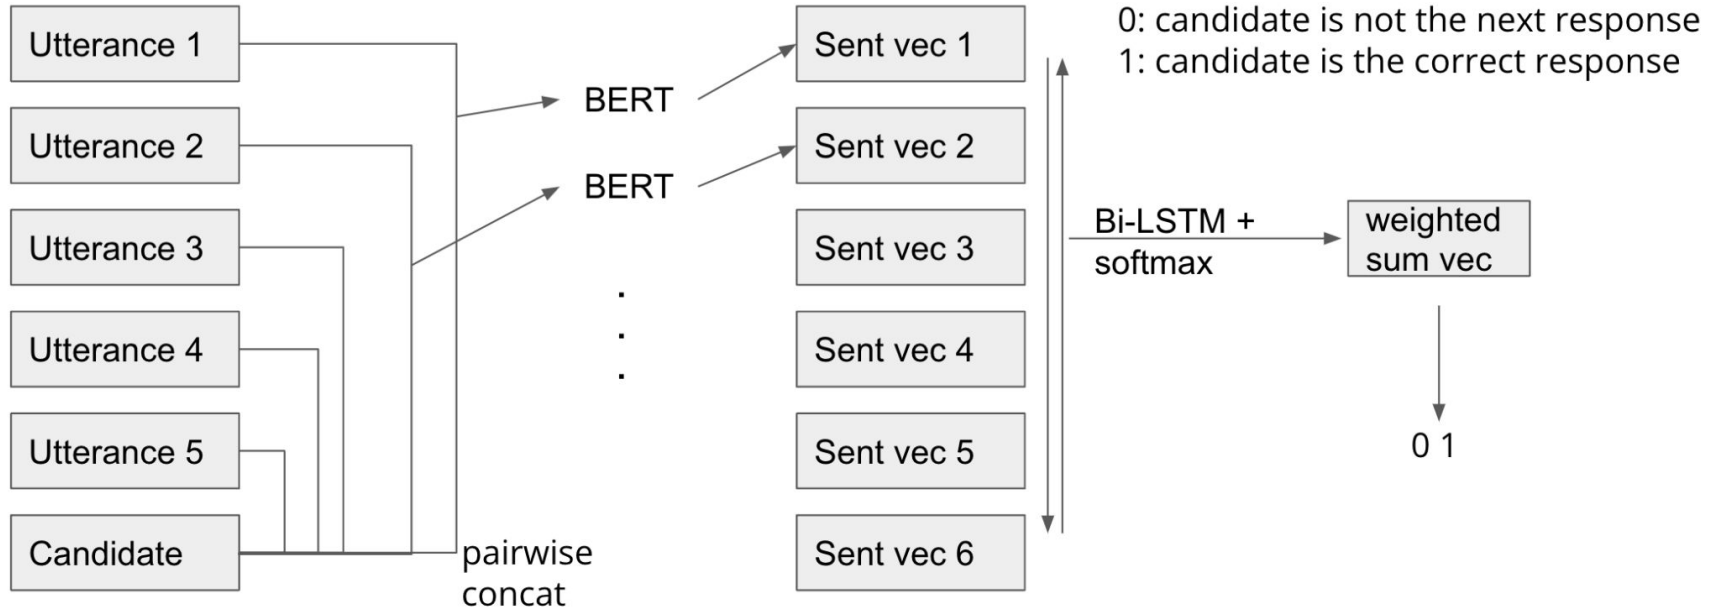 Utterance 1
Utterance 2
Utterance 3
Utterance 4
Utterance 5
Candidate
pairwise
concat
BERT
BERT
.
.
.
Sent vec 1
Sent vec 2
Sent vec 3
Sent vec 4
Sent vec 5
Sent vec 6
0: candidate is not the next response
1: candidate is the correct response
Bi-LSTM +
softmax
weighted
sum vec
0 1